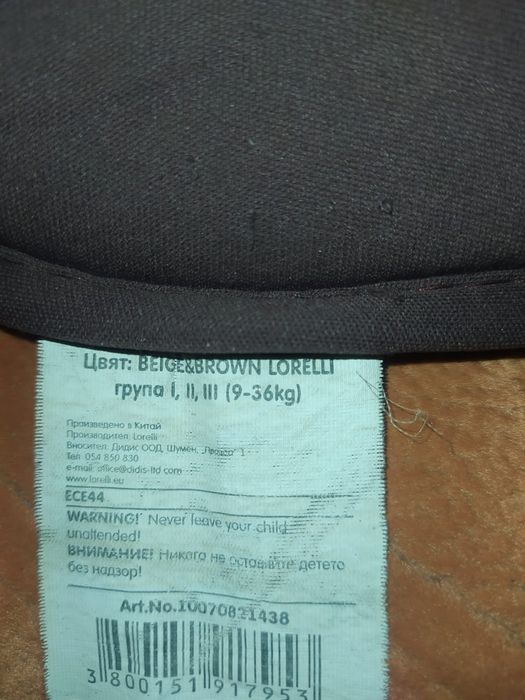 Цвят: BEIGE&BROWN LORELLI
група I, II, III (9-36kg)
Произведено в Китай
Производител: Lorelli
Вносител: Дидис ООД, Шумен, 1
Тел. 054 850 830
e-mail: office@didis-ltd.com
www.lorelli.eu
ECE44
WARNING! Never leave your child
unattended!
ВНИМАНИЕ! Никога не оставяйте детето
без надзор!
Art.No.10070821438
3 800151 917953